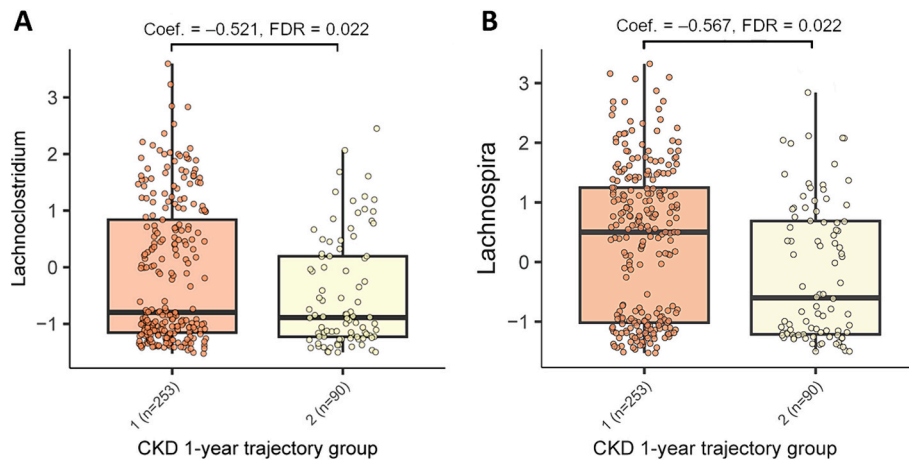 A
Coef. = –0.521, FDR = 0.022
Lachnoclostridium
3
2
1
0
−1
1 (n=253)
2 (n=90)
CKD 1-year trajectory group
B
Coef. = –0.567, FDR = 0.022
Lachnospira
3
2
1
0
−1
1 (n=253)
2 (n=90)
CKD 1-year trajectory group